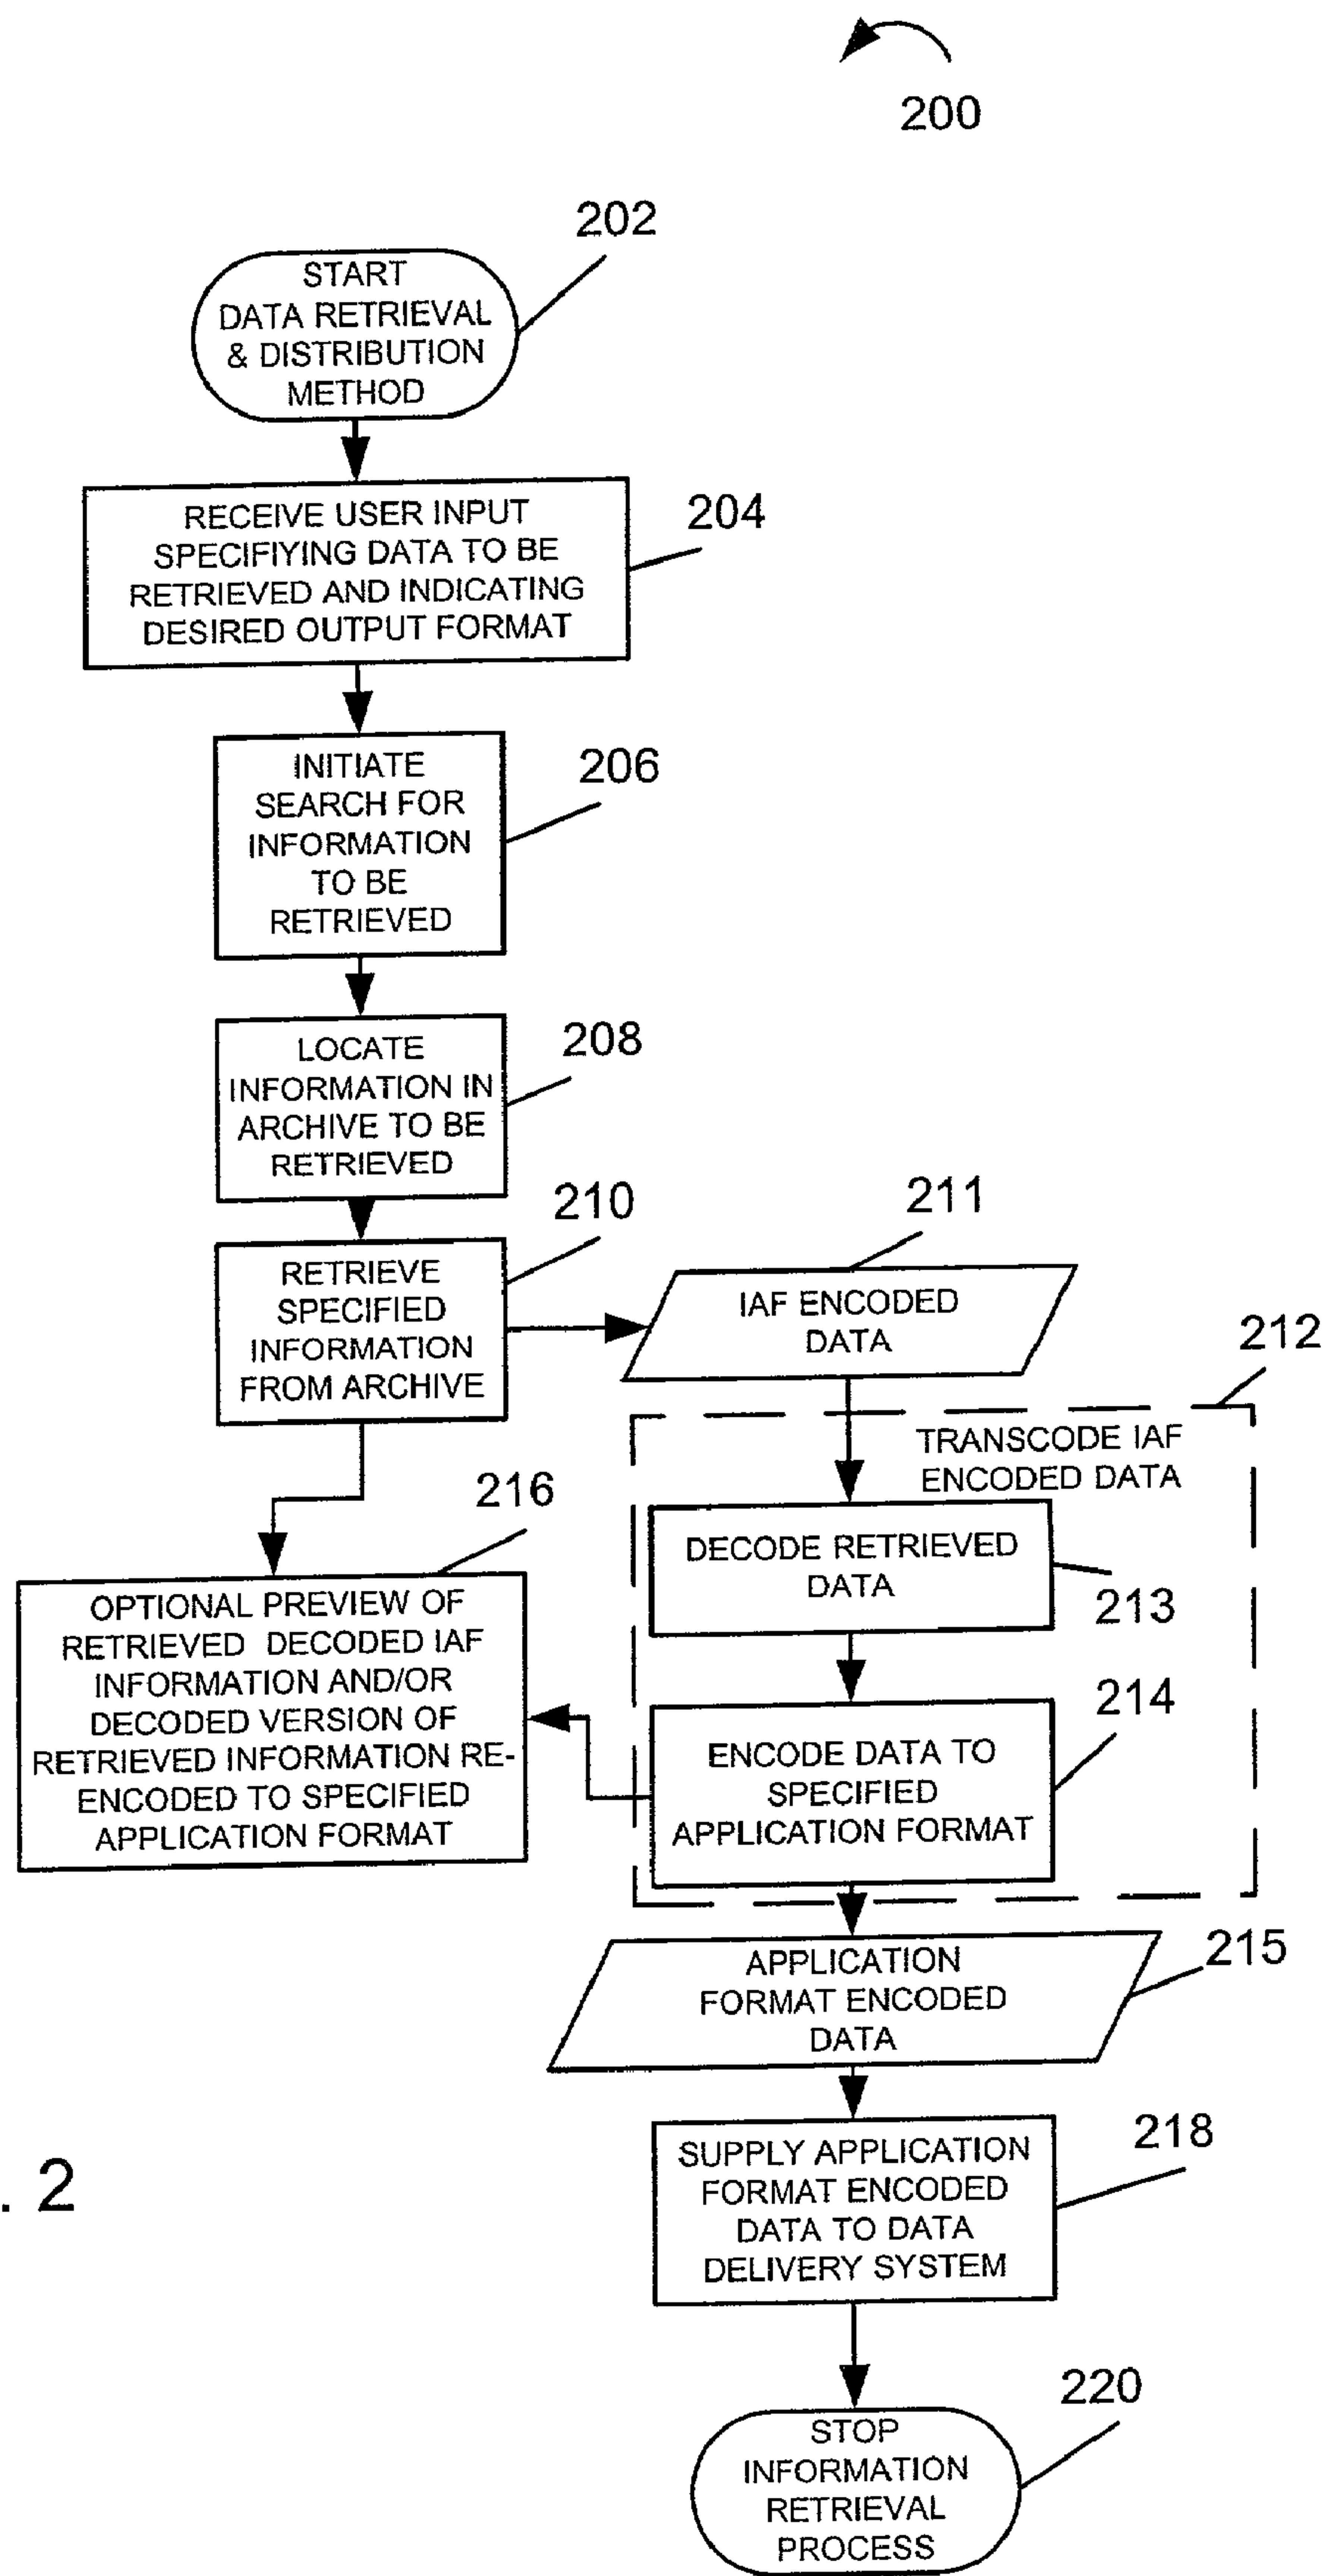 200
202
START
DATA RETRIEVAL
& DISTRIBUTION
METHOD
204
RECEIVE USER INPUT
SPECIFIYING DATA TO BE
RETRIEVED AND INDICATING
DESIRED OUTPUT FORMAT
206
INITIATE
SEARCH FOR
INFORMATION
TO BE
RETRIEVED
208
LOCATE
INFORMATION IN
ARCHIVE TO BE
RETRIEVED
210
RETRIEVE
SPECIFIED
INFORMATION
FROM ARCHIVE
211
IAF ENCODED
DATA
212
TRANSCODE IAF
ENCODED DATA
DECODE RETRIEVED
DATA
213
214
ENCODE DATA TO
SPECIFIED
APPLICATION FORMAT
216
OPTIONAL PREVIEW OF
RETRIEVED DECODED IAF
INFORMATION AND/OR
DECODED VERSION OF
RETRIEVED INFORMATION RE-
ENCODED TO SPECIFIED
APPLICATION FORMAT
215
APPLICATION
FORMAT ENCODED
DATA
218
SUPPLY APPLICATION
FORMAT ENCODED
DATA TO DATA
DELIVERY SYSTEM
. 2
220
STOP
INFORMATION
RETRIEVAL
PROCESS